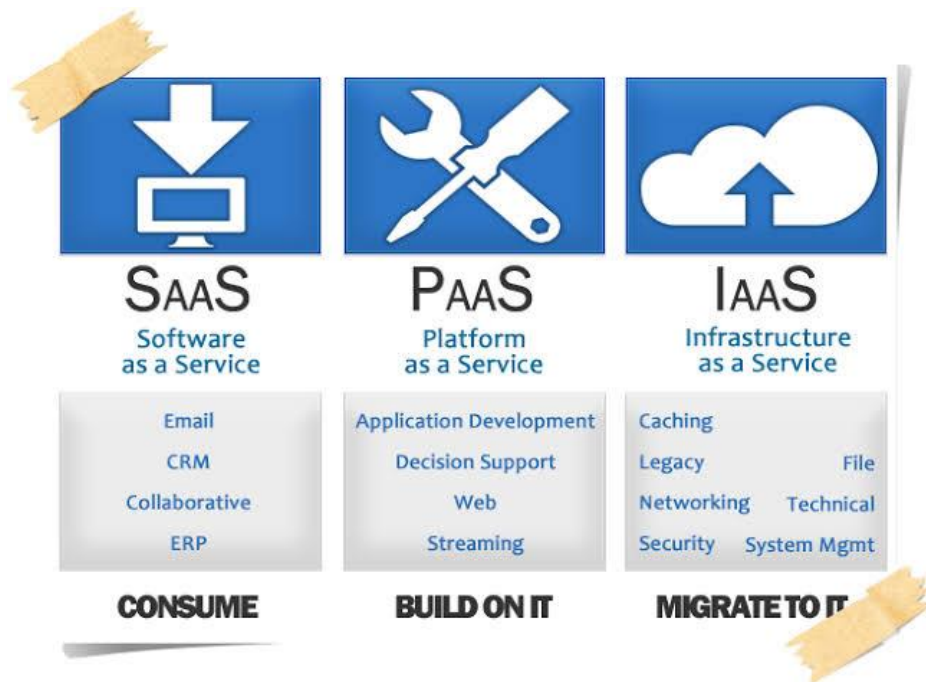 SaaS
Software
as a Service
Email
CRM
Collaborative
ERP
CONSUME
PaaS
Platform
as a Service
Application Development
Decision Support
Web
Streaming
BUILD ON IT
IaaS
Infrastructure
as a Service
Caching
Legacy File
Networking Technical
Security System Mgmt
MIGRATE TO IT